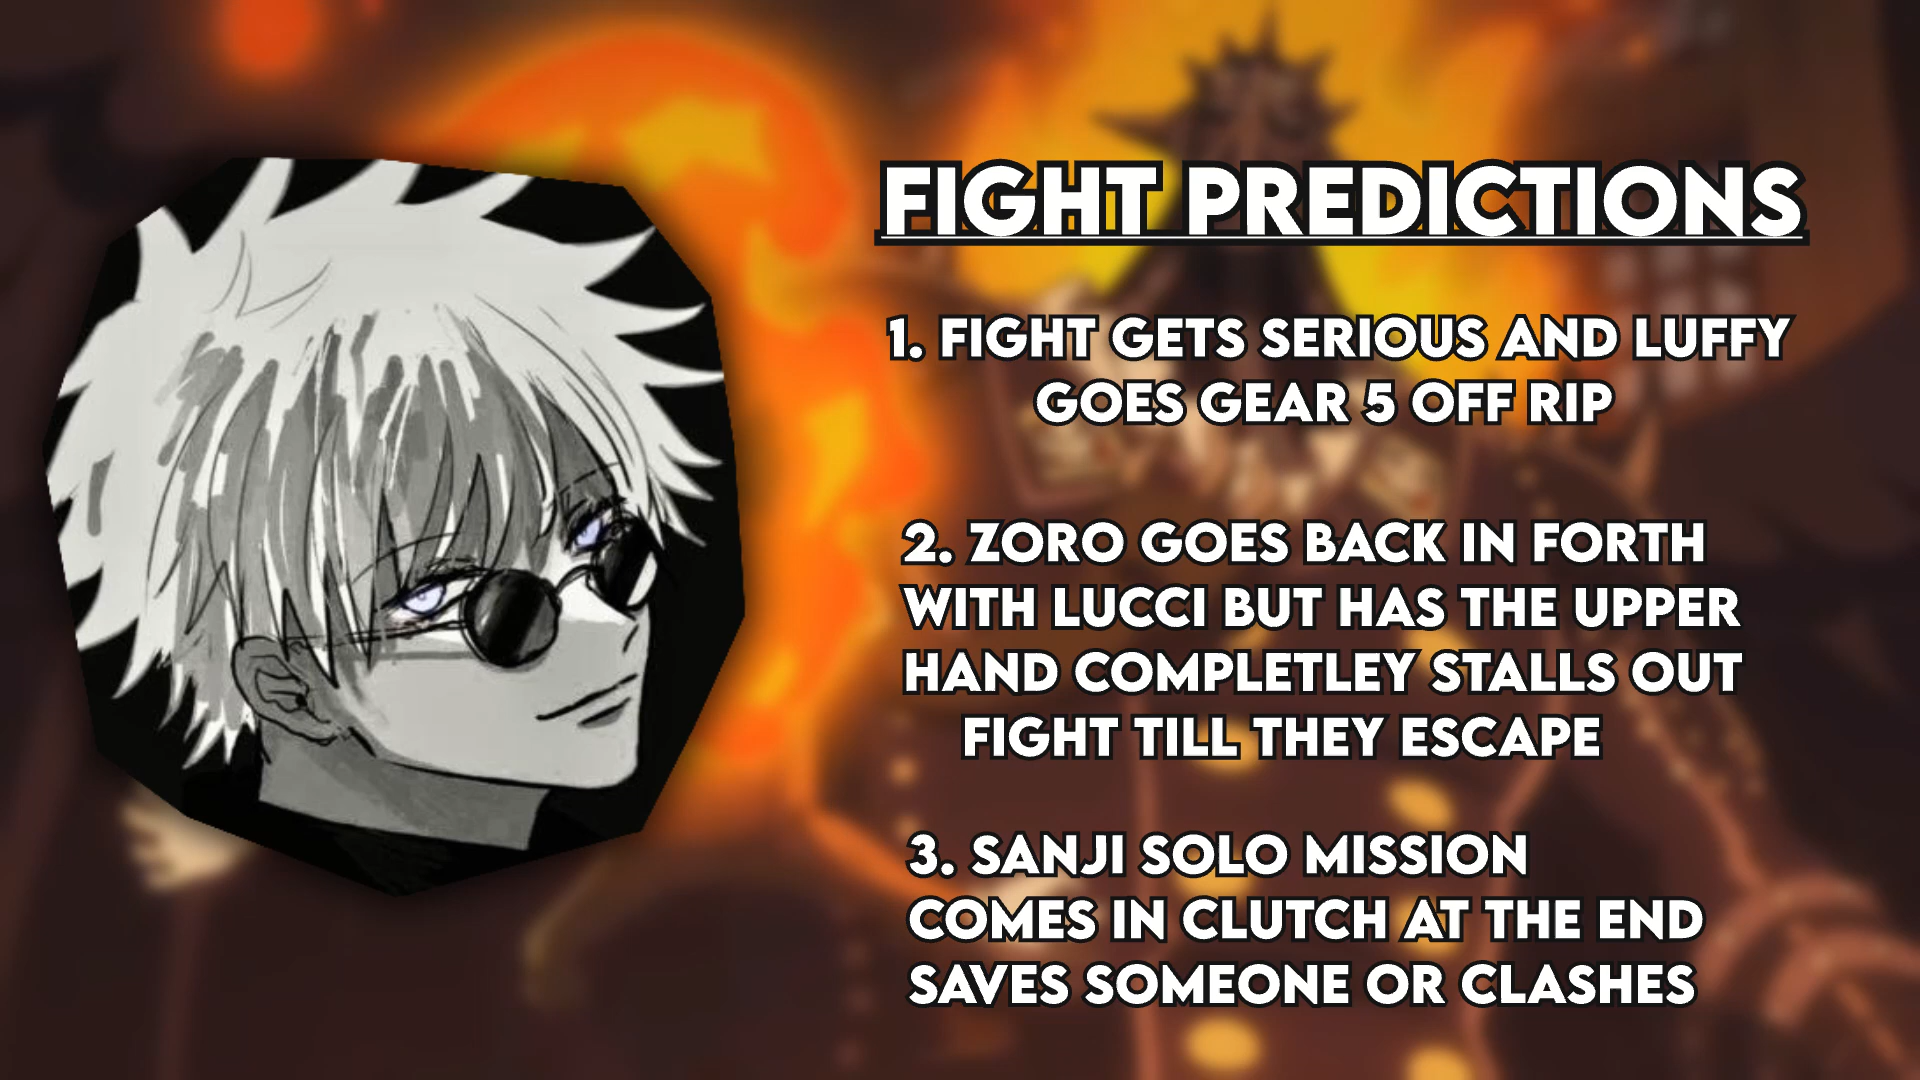 FIGHT PREDICTIONS
1. FIGHT GETS SERIOUS AND LUFFY
GOES GEAR 5 OFF RIP
2. ZORO GOES BACK IN FORTH
WITH LUCCI BUT HAS THE UPPER
HAND COMPLETLEY STALLS OUT
FIGHT TILL THEY ESCAPE
3. SANJI SOLO MISSION
COMES IN CLUTCH AT THE END
SAVES SOMEONE OR CLASHES